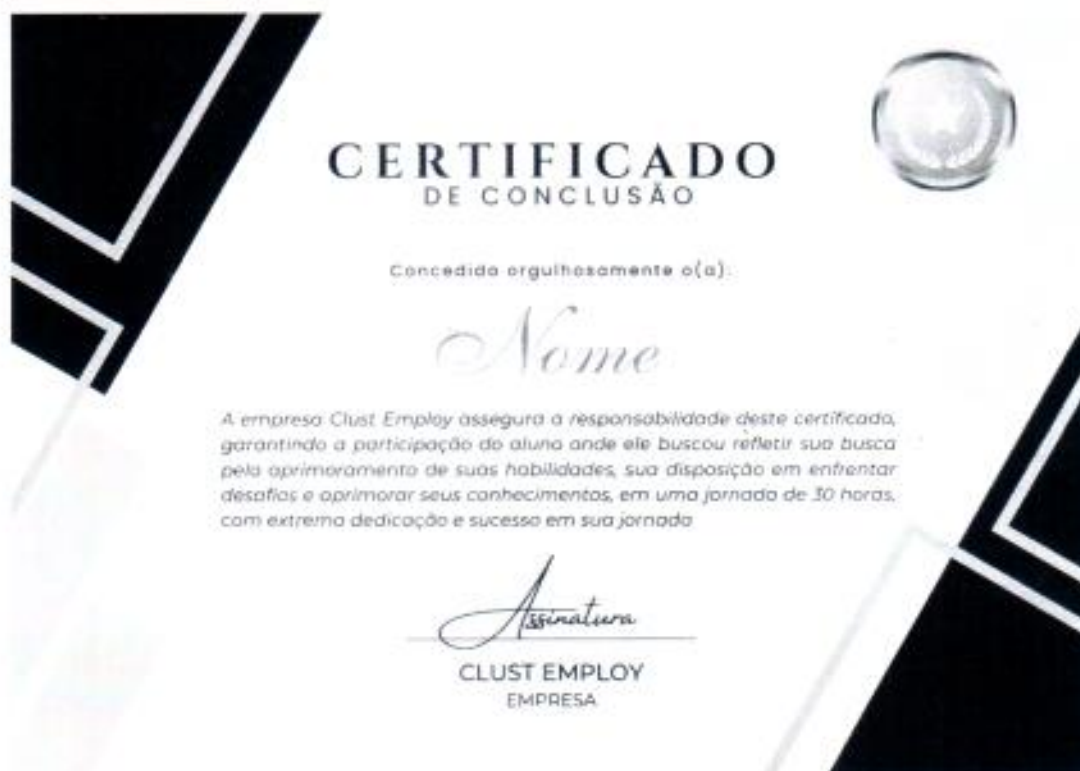 CERTIFICADO
DE CONCLUSÃO
Concedida orgulhosamente o(a):
Nome
A empresa Clust Employ assegura a responsabilidade deste certificado,
garantindo a participação do aluno onde ele buscou refletir sua busca
pelo aprimoramento de suas habilidades, sua disposição em enfrentar
desafios e aprimorar seus conhecimentos, em uma jornada de 30 horas,
com extrema dedicação e sucesso em sua jornada
Assinatura
CLUST EMPLOY
EMPRESA